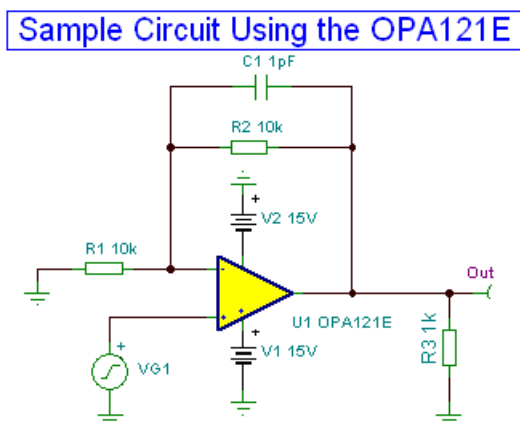 Sample Circuit Using the OPA121E
C1 1pF
R2 10k
V2 15V
R1 10k
Out
U1 OPA121E
R3 1k
V1 15V
VG1